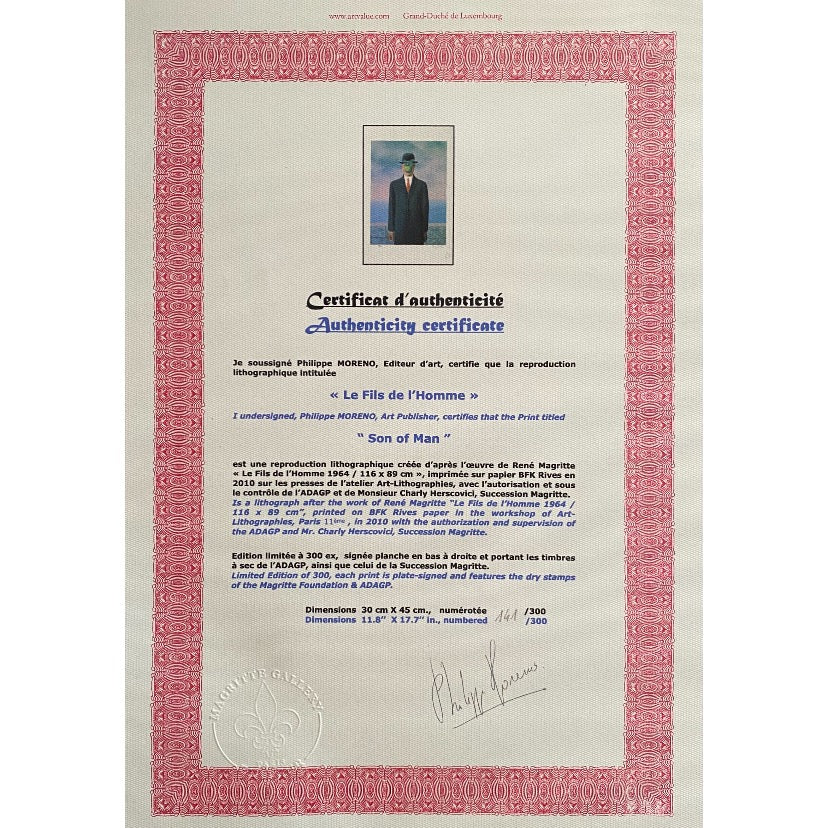 www.artvalue.com Grand-Duché de Luxembourg
Certificat d'authenticité
Authenticity certificate
Je soussigné Philippe MORENO, Editeur d'art, certifie que la reproduction
lithographique intitulée
« Le Fils de l'Homme »
I undersigned, Philippe MORENO, Art Publisher, certifies that the Print titled
" Son of Man "
est une reproduction lithographique créée d'après l'œuvre de René Magritte
« Le Fils de l'Homme 1964 / 116 x 89 cm », imprimée sur papier BFK Rives en
2010 sur les presses de l'atelier Art-Lithographies, avec l'autorisation et sous
le contrôle de l'ADAGP et de Monsieur Charly Herscovici, Succession Magritte.
Is a lithograph after the work of René Magritte "Le Fils de l'Homme 1964 /
116 x 89 cm", printed on BFK Rives paper in the workshop of Art-
Lithographies, Paris 11ème , in 2010 with the authorization and supervision of
the ADAGP and Mr. Charly Herscovici, Succession Magritte.
Edition limitée à 300 ex, signée planche en bas à droite et portant les timbres
à sec de l'ADAGP, ainsi que celui de la Succession Magritte.
Limited Edition of 300, each print is plate-signed and features the dry stamps
of the Magritte Foundation & ADAGP.
Dimensions 30 cm X 45 cm., numérotée 141 /300
Dimensions 11.8" X 17.7" in., numbered /300
Philippe Moreno
MAGRITTE GALLERY